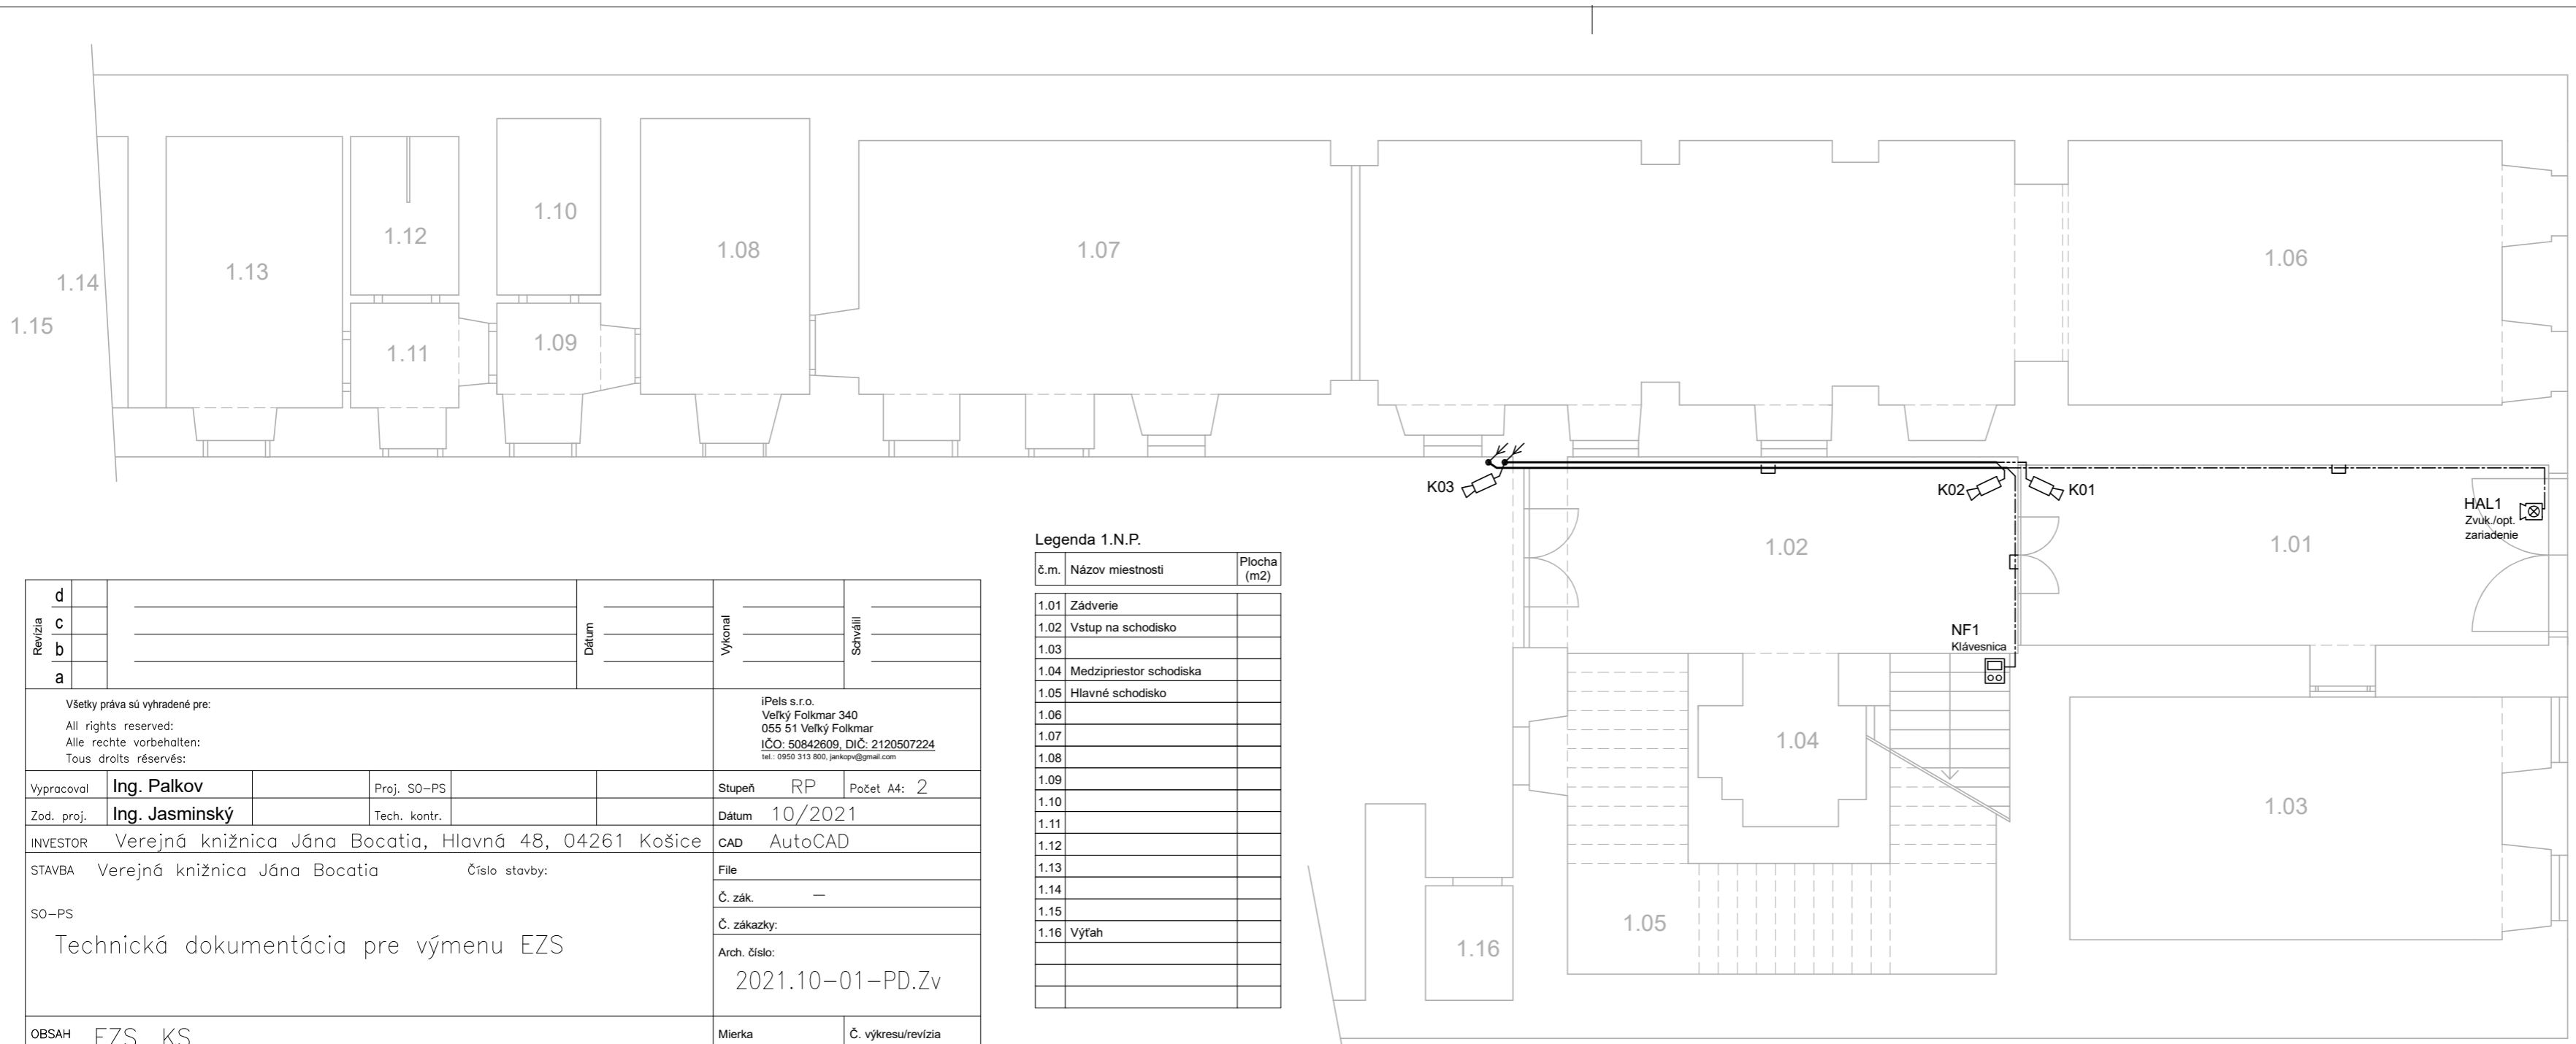 1.15
1.14
1.13
1.12
1.11
1.10
1.09
1.08
1.07
1.06
K03
K02
K01
HAL1
Zvuk./opt.
zariadenie
1.02
1.01
NF1
Klávesnica
1.04
1.03
1.05
1.16
Legenda 1.N.P.
č.m. Názov miestnosti Plocha (m2)
1.01 Zádverie
1.02 Vstup na schodisko
1.03
1.04 Medzipriestor schodiska
1.05 Hlavné schodisko
1.06
1.07
1.08
1.09
1.10
1.11
1.12
1.13
1.14
1.15
1.16 Výťah
Revízia
d
c
b
a
Dátum
Vykonal
Schválil
Všetky práva sú vyhradené pre:
All rights reserved:
Alle rechte vorbehalten:
Tous drolts réservés:
iPels s.r.o.
Veľký Folkmar 340
055 51 Veľký Folkmar
IČO: 50842609, DIČ: 2120507224
tel.: 0950 313 800, jankopv@gmail.com
Vypracoval Ing. Palkov Proj. SO-PS Stupeň RP Počet A4: 2
Zod. proj. Ing. Jasminský Tech. kontr. Dátum 10/2021
INVESTOR Verejná knižnica Jána Bocatia, Hlavná 48, 04261 Košice CAD AutoCAD
STAVBA Verejná knižnica Jána Bocatia Číslo stavby: File
Č. zák. –
SO-PS Č. zákazky:
Technická dokumentácia pre výmenu EZS
Arch. číslo:
2021.10-01-PD.Zv
OBSAH EZS, KS Mierka Č. výkresu/revízia